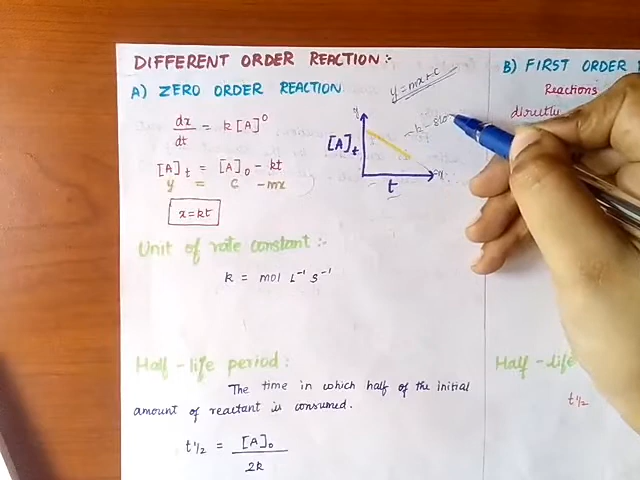 DIFFERENT ORDER REACTION :-
A) ZERO ORDER REACTION
dx/dt = k [A]⁰
[A]t = [A]₀ - kt
y = C -mx
x = kt
y = mx + c
y
[A]t
-k = slo
x
t
Unit of rate constant :-
k = mol L⁻¹ S⁻¹
Half-life period :
The time in which half of the initial
amount of reactant is consumed.
t½ = [A]₀/2k
B) FIRST ORDER
Reactions
directly
Half-life
t½